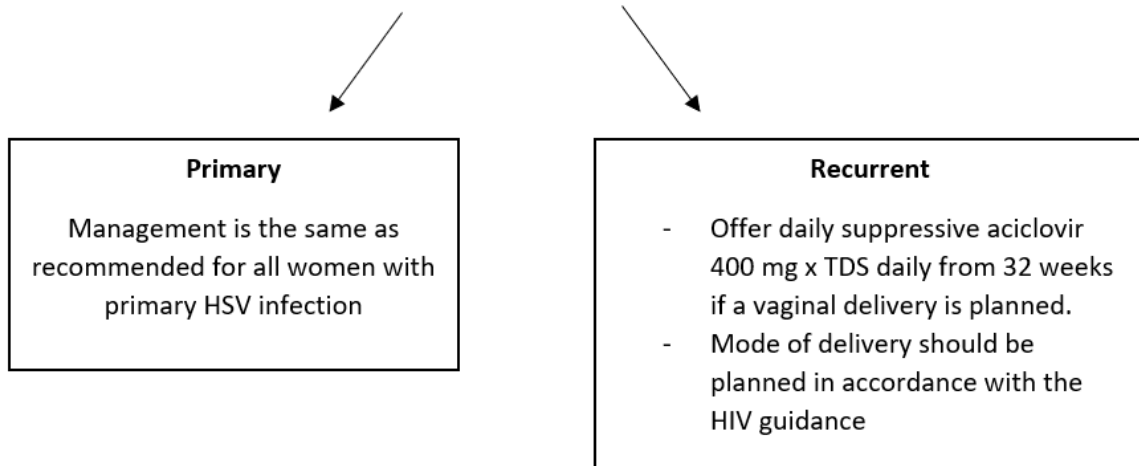 Primary
Management is the same as
recommended for all women with
primary HSV infection
Recurrent
- Offer daily suppressive aciclovir
400 mg x TDS daily from 32 weeks
if a vaginal delivery is planned.
- Mode of delivery should be
planned in accordance with the
HIV guidance